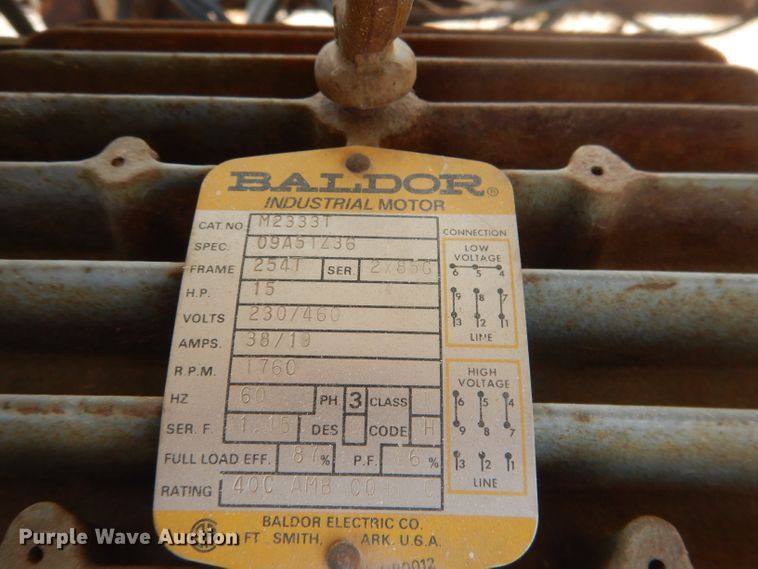 BALDOR®
INDUSTRIAL MOTOR
CAT. NO. M2333T
SPEC. 09A51Z36
FRAME 254T SER
H.P. 15
VOLTS 230/460
AMPS. 38/19
R.P.M. 1760
HZ 60 PH. 3 CLASS
SER. F. 1.15 DES CODE H
FULL LOAD EFF. 87 % P.F. %
RATING 40C AMB
CONNECTION
LOW
VOLTAGE
6 5 4
9 8 7
3 2 1
LINE
HIGH
VOLTAGE
6 5 4
9 8 7
3 2 1
LINE
BALDOR ELECTRIC CO.
FT SMITH, ARK. U.S.A.
Purple Wave Auction